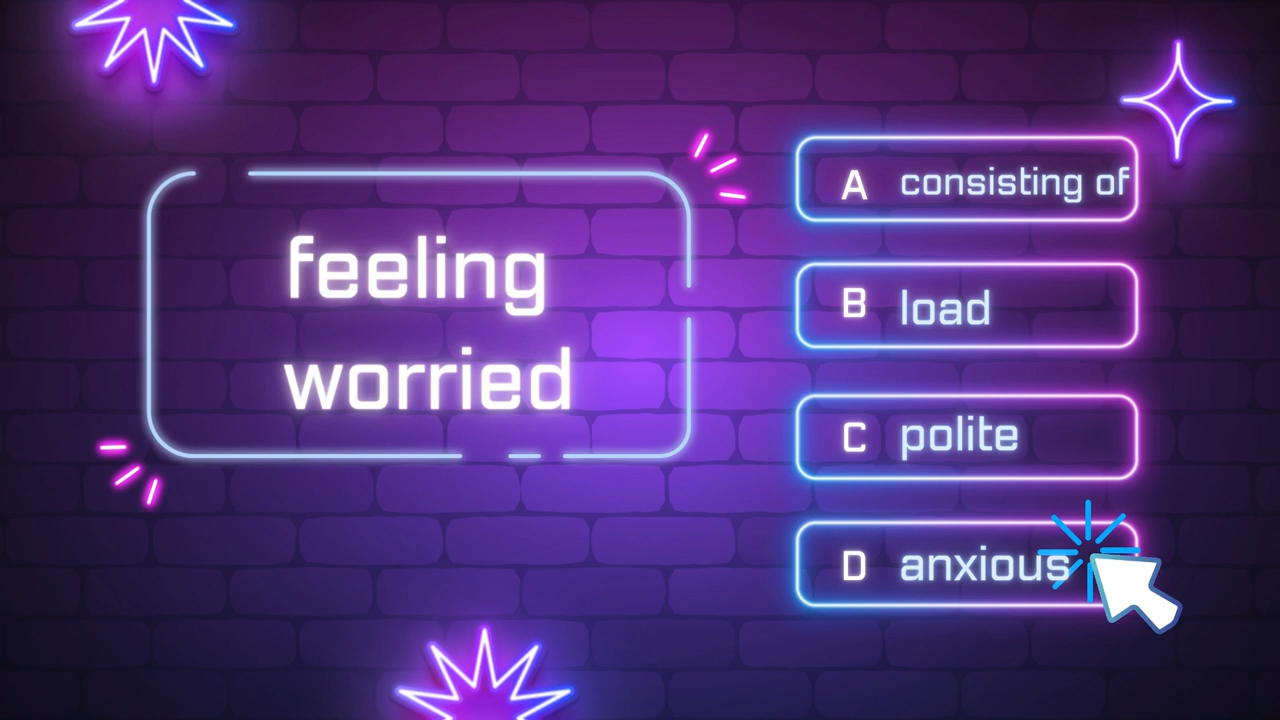 feeling
worried
A consisting of
B load
C polite
D anxious